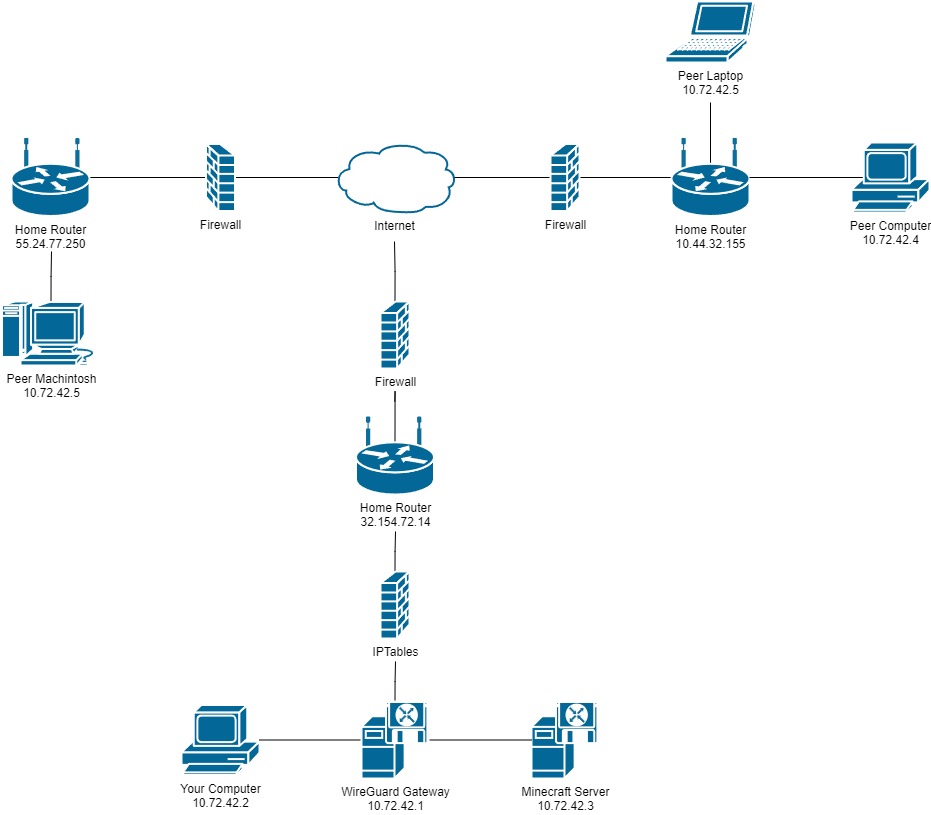 Peer Laptop
10.72.42.5
Firewall
Internet
Firewall
Home Router
55.24.77.250
Home Router
10.44.32.155
Peer Computer
10.72.42.4
Peer Machintosh
10.72.42.5
Firewall
Home Router
32.154.72.14
IPTables
Your Computer
10.72.42.2
WireGuard Gateway
10.72.42.1
Minecraft Server
10.72.42.3